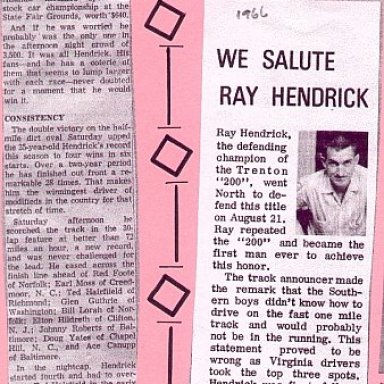 stock car championship at the
State Fair Grounds, worth $640.
And if he was worried he
probably was the only one in
the afternoon night crowd of
3,500. It was all Hendrick. His
fans—and he has a coterie of
them that seems to lump larger
with each race—never doubted
for a moment that he would
win it.
CONSISTENCY
The double victory on the half-
mile dirt oval Saturday upped
the 35-year-old Hendrick's record
this season to four wins in six
starts. Over a two-year period
he has finished out front a re-
markable 28 times. That makes
him the winningest driver of
modifieds in the country for that
stretch of time.
Saturday afternoon he
scorched the track in the 30-
lap feature at better than 72
miles an hour, a new record,
and was never challenged for
the lead. He eased across the
finish line ahead of Red Foote
of Norfolk; Earl Moss of Creed-
moor, N. C.; Ted Hairfield of
Richmond; Glen Guthrie of
Washington; Bill Lorah of Nor-
folk; Elton Hildreth of Clifton,
N. J.; Johnny Roberts of Bal-
timore; Doug Yates of Chapel
Hill, N. C., and Ace Canupp
of Baltimore.
In the nightcap, Hendrick
started fourth and had to over-
1966
WE SALUTE
RAY HENDRICK
Ray Hendrick,
the defending
champion of
the Trenton
"200", went
North to de-
fend this title
on August 21.
Ray repeated
the "200" and became the
first man ever to achieve
this honor.
The track announcer made
the remark that the South-
ern boys didn't know how to
drive on the fast one mile
track and would probably
not be in the running. This
statement proved to be
wrong as Virginia drivers
took the top three spots.